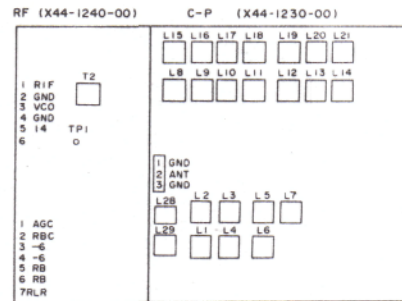 RF (X44-1240-00) C-P (X44-1230-00)
L15 L16 L17 L18 L19 L20 L21
L8 L9 L10 L11 L12 L13 L14
T2
1 RIF
2 GND
3 VCO
4 GND
5 14 TP1
6
1 GND
2 ANT
3 GND
L28 L2 L3 L5 L7
L29 L1 L4 L6
1 AGC
2 RBC
3 -6
4 -6
5 RB
6 RB
7RLR